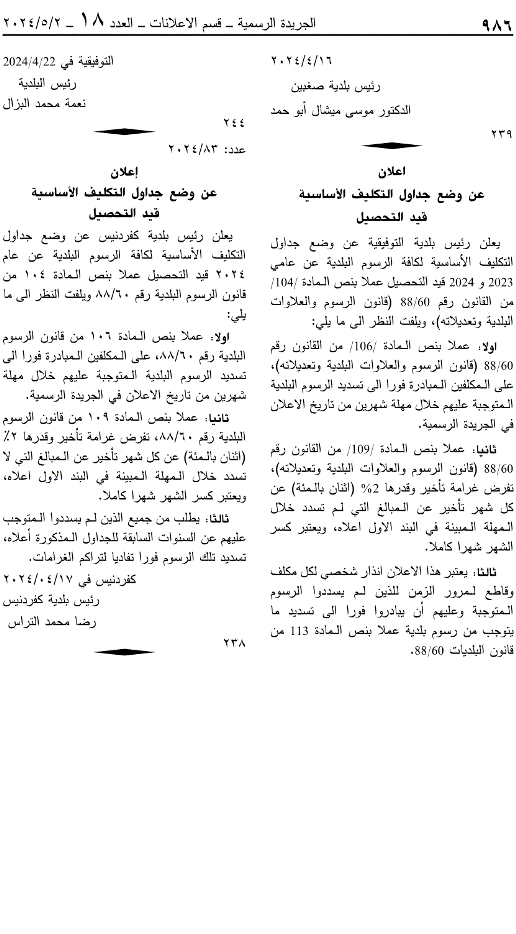 ٩٨٦
الجريدة الرسمية – قسم الاعلانات – العدد ١٨ – ٢٠٢٤/٥/٢
٢٠٢٤/٤/١٦
رئيس بلدية صغبين
الدكتور موسى ميشال أبو حمد
٢٣٩
اعلان
عن وضع جداول التكليف الأساسية
قيد التحصيل
يعلن رئيس بلدية التوفيقية عن وضع جداول
التكليف الأساسية لكافة الرسوم البلدية عن عامي
2023 و 2024 قيد التحصيل عملا بنص المادة /104/
من القانون رقم 88/60 (قانون الرسوم والعلاوات
البلدية وتعديلاته)، ويلفت النظر الى ما يلي:
اولا: عملا بنص المادة /106/ من القانون رقم
88/60 (قانون الرسوم والعلاوات البلدية وتعديلاته)،
على المكلفين المبادرة فورا الى تسديد الرسوم البلدية
المتوجبة عليهم خلال مهلة شهرين من تاريخ الاعلان
في الجريدة الرسمية.
ثانيا: عملا بنص المادة /109/ من القانون رقم
88/60 (قانون الرسوم والعلاوات البلدية وتعديلاته)،
تفرض غرامة تأخير وقدرها 2% (اثنان بالمئة) عن
كل شهر تأخير عن المبالغ التي لم تسدد خلال
المهلة المبينة في البند الاول اعلاه، ويعتبر كسر
الشهر شهرا كاملا.
ثالثا: يعتبر هذا الاعلان انذار شخصي لكل مكلف
وقاطع لمرور الزمن للذين لم يسددوا الرسوم
المتوجبة وعليهم أن يبادروا فورا الى تسديد ما
يتوجب من رسوم بلدية عملا بنص المادة 113 من
قانون البلديات 88/60.
التوفيقية في 2024/4/22
رئيس البلدية
نعمة محمد البزال
٢٤٤
عدد: ٢٠٢٤/٨٣
إعلان
عن وضع جداول التكليف الأساسية
قيد التحصيل
يعلن رئيس بلدية كفردنيس عن وضع جداول
التكليف الأساسية لكافة الرسوم البلدية عن عام
٢٠٢٤ قيد التحصيل عملا بنص المادة ١٠٤ من
قانون الرسوم البلدية رقم ٨٨/٦٠ ويلفت النظر الى ما
يلي:
اولا: عملا بنص المادة ١٠٦ من قانون الرسوم
البلدية رقم ٨٨/٦٠، على المكلفين المبادرة فورا الى
تسديد الرسوم البلدية المتوجبة عليهم خلال مهلة
شهرين من تاريخ الاعلان في الجريدة الرسمية.
ثانيا: عملا بنص المادة ١٠٩ من قانون الرسوم
البلدية رقم ٨٨/٦٠، تفرض غرامة تأخير وقدرها ٢٪
(اثنان بالمئة) عن كل شهر تأخير عن المبالغ التي لا
تسدد خلال المهلة المبينة في البند الاول اعلاه،
ويعتبر كسر الشهر شهرا كاملا.
ثالثا: يطلب من جميع الذين لم يسددوا المتوجب
عليهم عن السنوات السابقة للجداول المذكورة أعلاه،
تسديد تلك الرسوم فورا تفاديا لتراكم الغرامات.
كفردنيس في ٢٠٢٤/٠٤/١٧
رئيس بلدية كفردنيس
رضا محمد التراس
٢٣٨